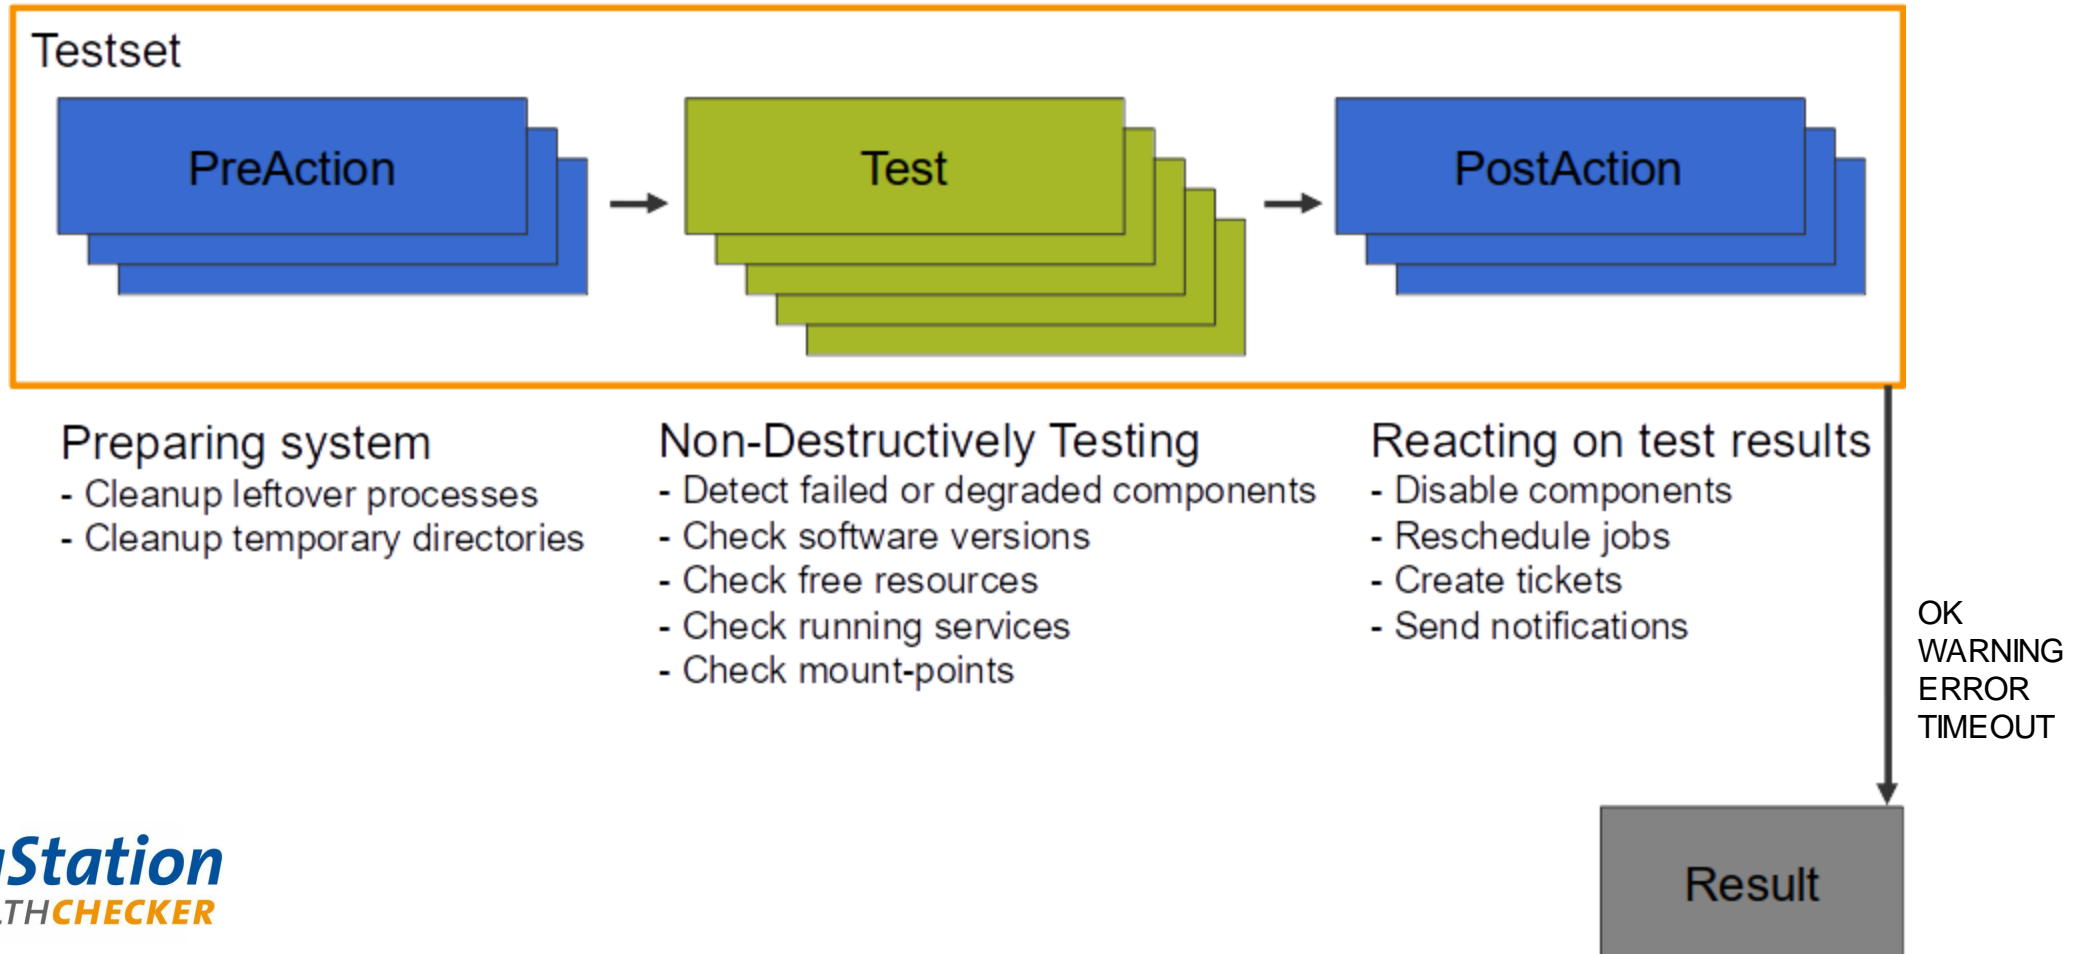 Testset
PreAction
Test
PostAction
Preparing system
- Cleanup leftover processes
- Cleanup temporary directories
Non-Destructively Testing
- Detect failed or degraded components
- Check software versions
- Check free resources
- Check running services
- Check mount-points
Reacting on test results
- Disable components
- Reschedule jobs
- Create tickets
- Send notifications
OK
WARNING
ERROR
TIMEOUT
Result
Station
THCHECKER